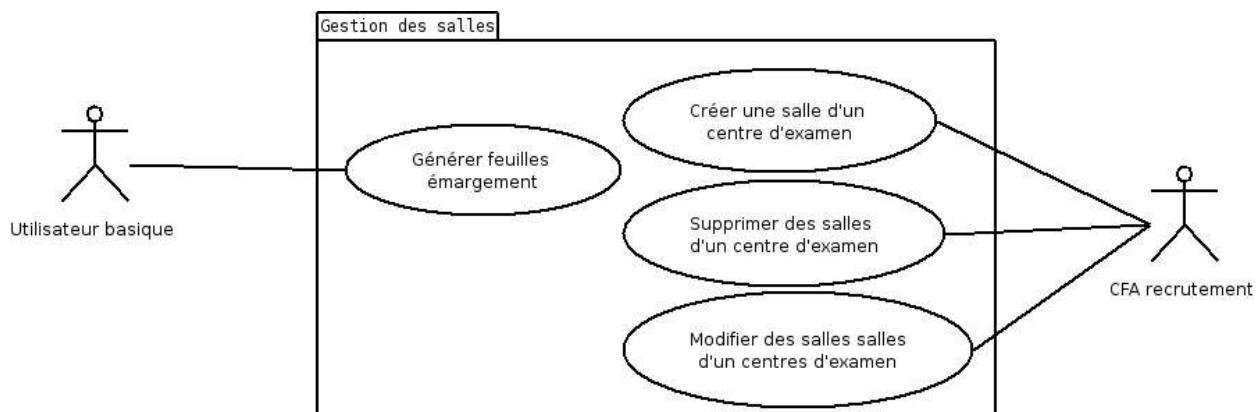 Gestion des salles
Créer une salle d'un
centre d'examen
Générer feuilles
émargement
Utilisateur basique
Supprimer des salles
d'un centre d'examen
CFA recrutement
Modifier des salles salles
d'un centres d'examen